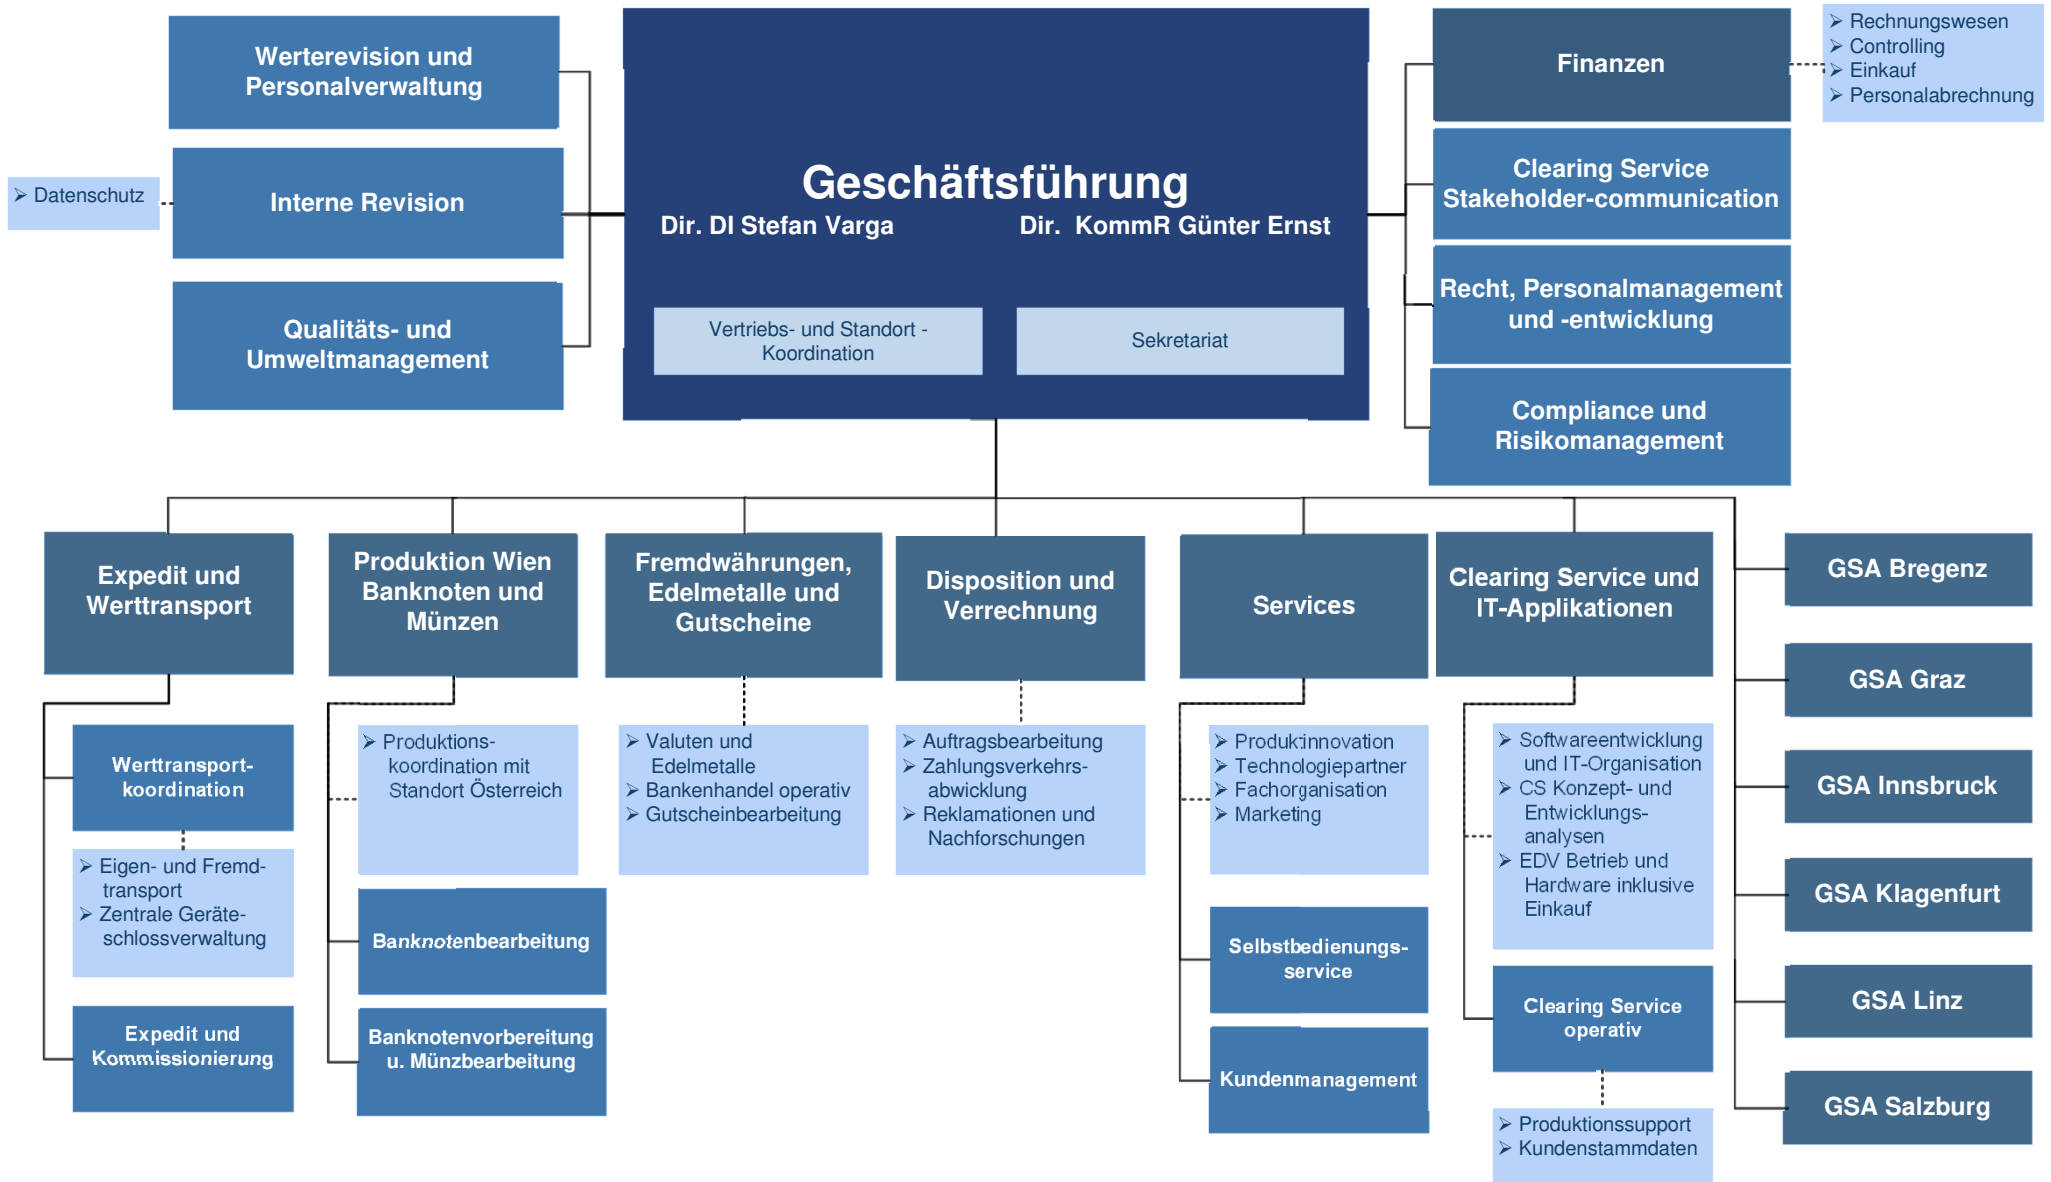 Werterevision und
Personalverwaltung
➢ Datenschutz
Interne Revision
Qualitäts- und
Umweltmanagement
Geschäftsführung
Dir. DI Stefan Varga
Dir. KommR Günter Ernst
Vertriebs- und Standort -
Koordination
Sekretariat
Finanzen
➢ Rechnungswesen
➢ Controlling
➢ Einkauf
➢ Personalabrechnung
Clearing Service
Stakeholder-communication
Recht, Personalmanagement
und -entwicklung
Compliance und
Risikomanagement
Expedit und
Werttransport
Werttransport-
koordination
➢ Eigen- und Fremd-
transport
➢ Zentrale Geräte-
schlossverwaltung
Expedit und
Kommissionierung
Produktion Wien
Banknoten und
Münzen
➢ Produktions-
koordination mit
Standort Österreich
Banknotenbearbeitung
Banknotenvorbereitung
u. Münzbearbeitung
Fremdwährungen,
Edelmetalle und
Gutscheine
➢ Valuten und
Edelmetalle
➢ Bankenhandel operativ
➢ Gutscheinbearbeitung
Disposition und
Verrechnung
➢ Auftragsbearbeitung
➢ Zahlungsverkehrs-
abwicklung
➢ Reklamationen und
Nachforschungen
Services
➢ Produktinnovation
➢ Technologiepartner
➢ Fachorganisation
➢ Marketing
Selbstbedienungs-
service
Kundenmanagement
Clearing Service und
IT-Applikationen
➢ Softwareentwicklung
und IT-Organisation
➢ CS Konzept- und
Entwicklungs-
analysen
➢ EDV Betrieb und
Hardware inklusive
Einkauf
Clearing Service
operativ
➢ Produktionssupport
➢ Kundenstammdaten
GSA Bregenz
GSA Graz
GSA Innsbruck
GSA Klagenfurt
GSA Linz
GSA Salzburg